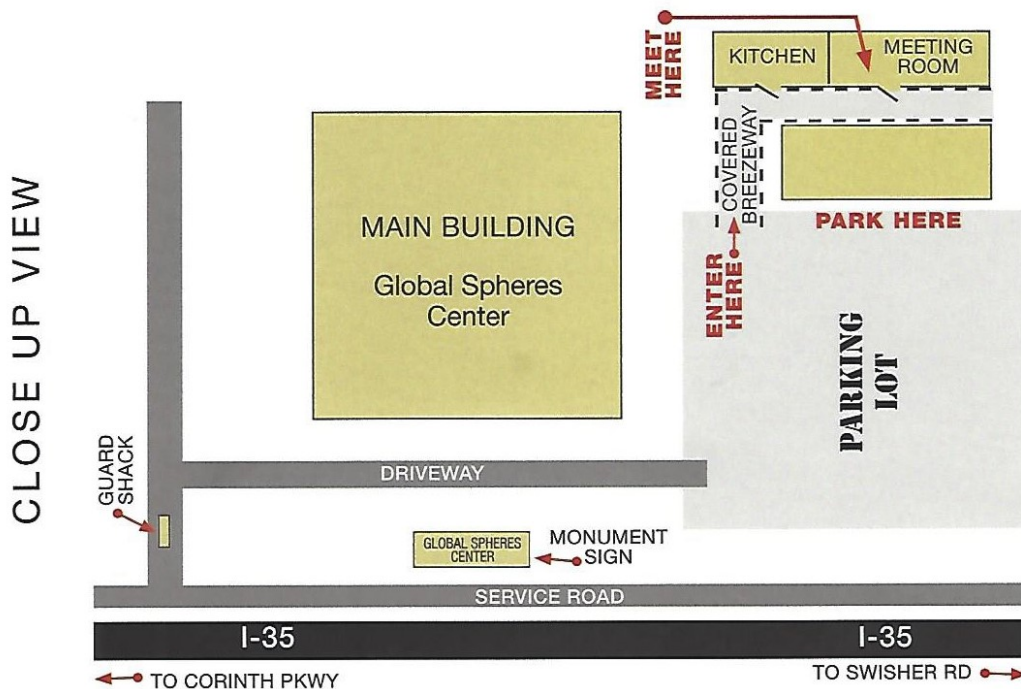 CLOSE UP VIEW
MEET
HERE
KITCHEN
MEETING
ROOM
COVERED
BREEZEWAY
PARK HERE
ENTER
HERE
MAIN BUILDING
Global Spheres
Center
PARKING
LOT
GUARD
SHACK
DRIVEWAY
GLOBAL SPHERES
CENTER
MONUMENT
SIGN
SERVICE ROAD
I-35
I-35
TO CORINTH PKWY
TO SWISHER RD